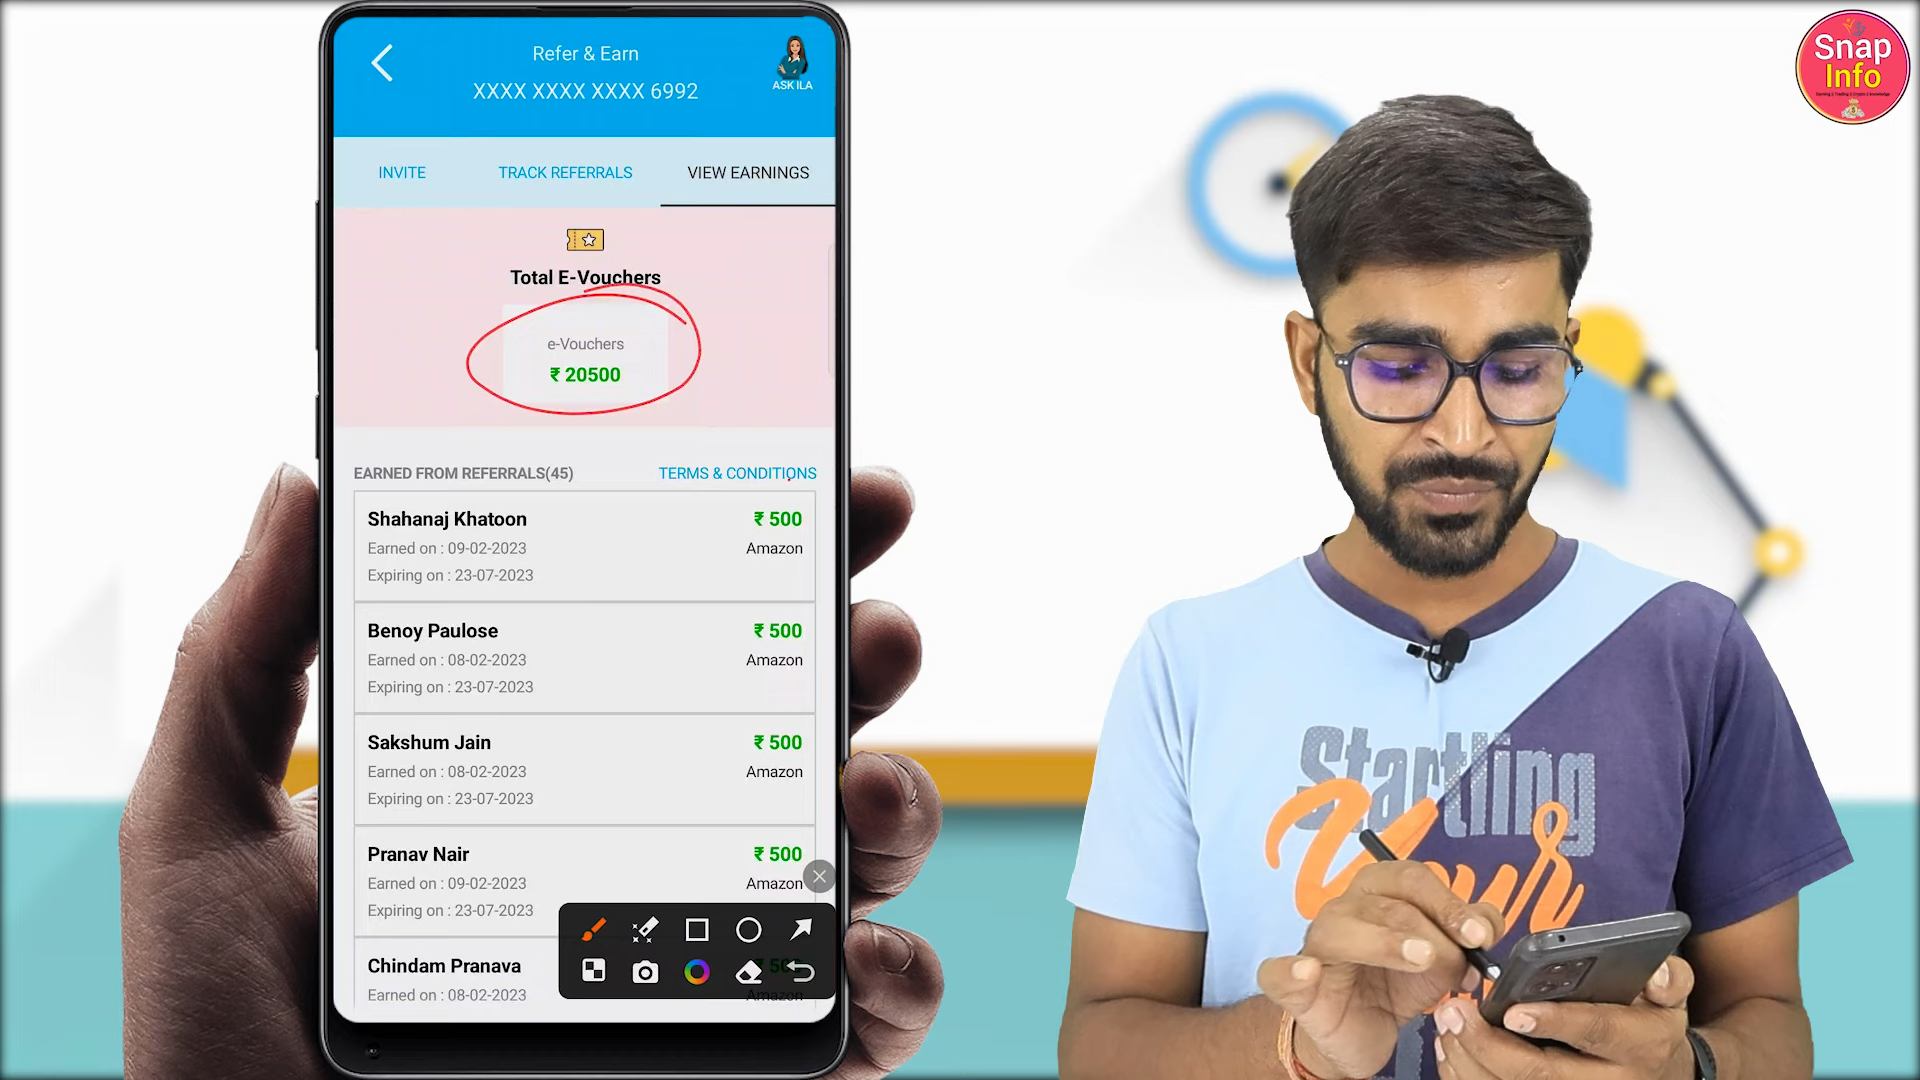 Refer & Earn
XXXX XXXX XXXX 6992
ASK ILA
INVITE
TRACK REFERRALS
VIEW EARNINGS
Total E-Vouchers
e-Vouchers
₹ 20500
EARNED FROM REFERRALS(45)
TERMS & CONDITIONS
Shahanaj Khatoon
₹ 500
Earned on : 09-02-2023
Amazon
Expiring on : 23-07-2023
Benoy Paulose
₹ 500
Earned on : 08-02-2023
Amazon
Expiring on : 23-07-2023
Sakshum Jain
₹ 500
Earned on : 08-02-2023
Amazon
Expiring on : 23-07-2023
Pranav Nair
₹ 500
Earned on : 09-02-2023
Amazon
Expiring on : 23-07-2023
Chindam Pranava
Earned on : 08-02-2023
Amazon
Snap
Info
Startling
Your